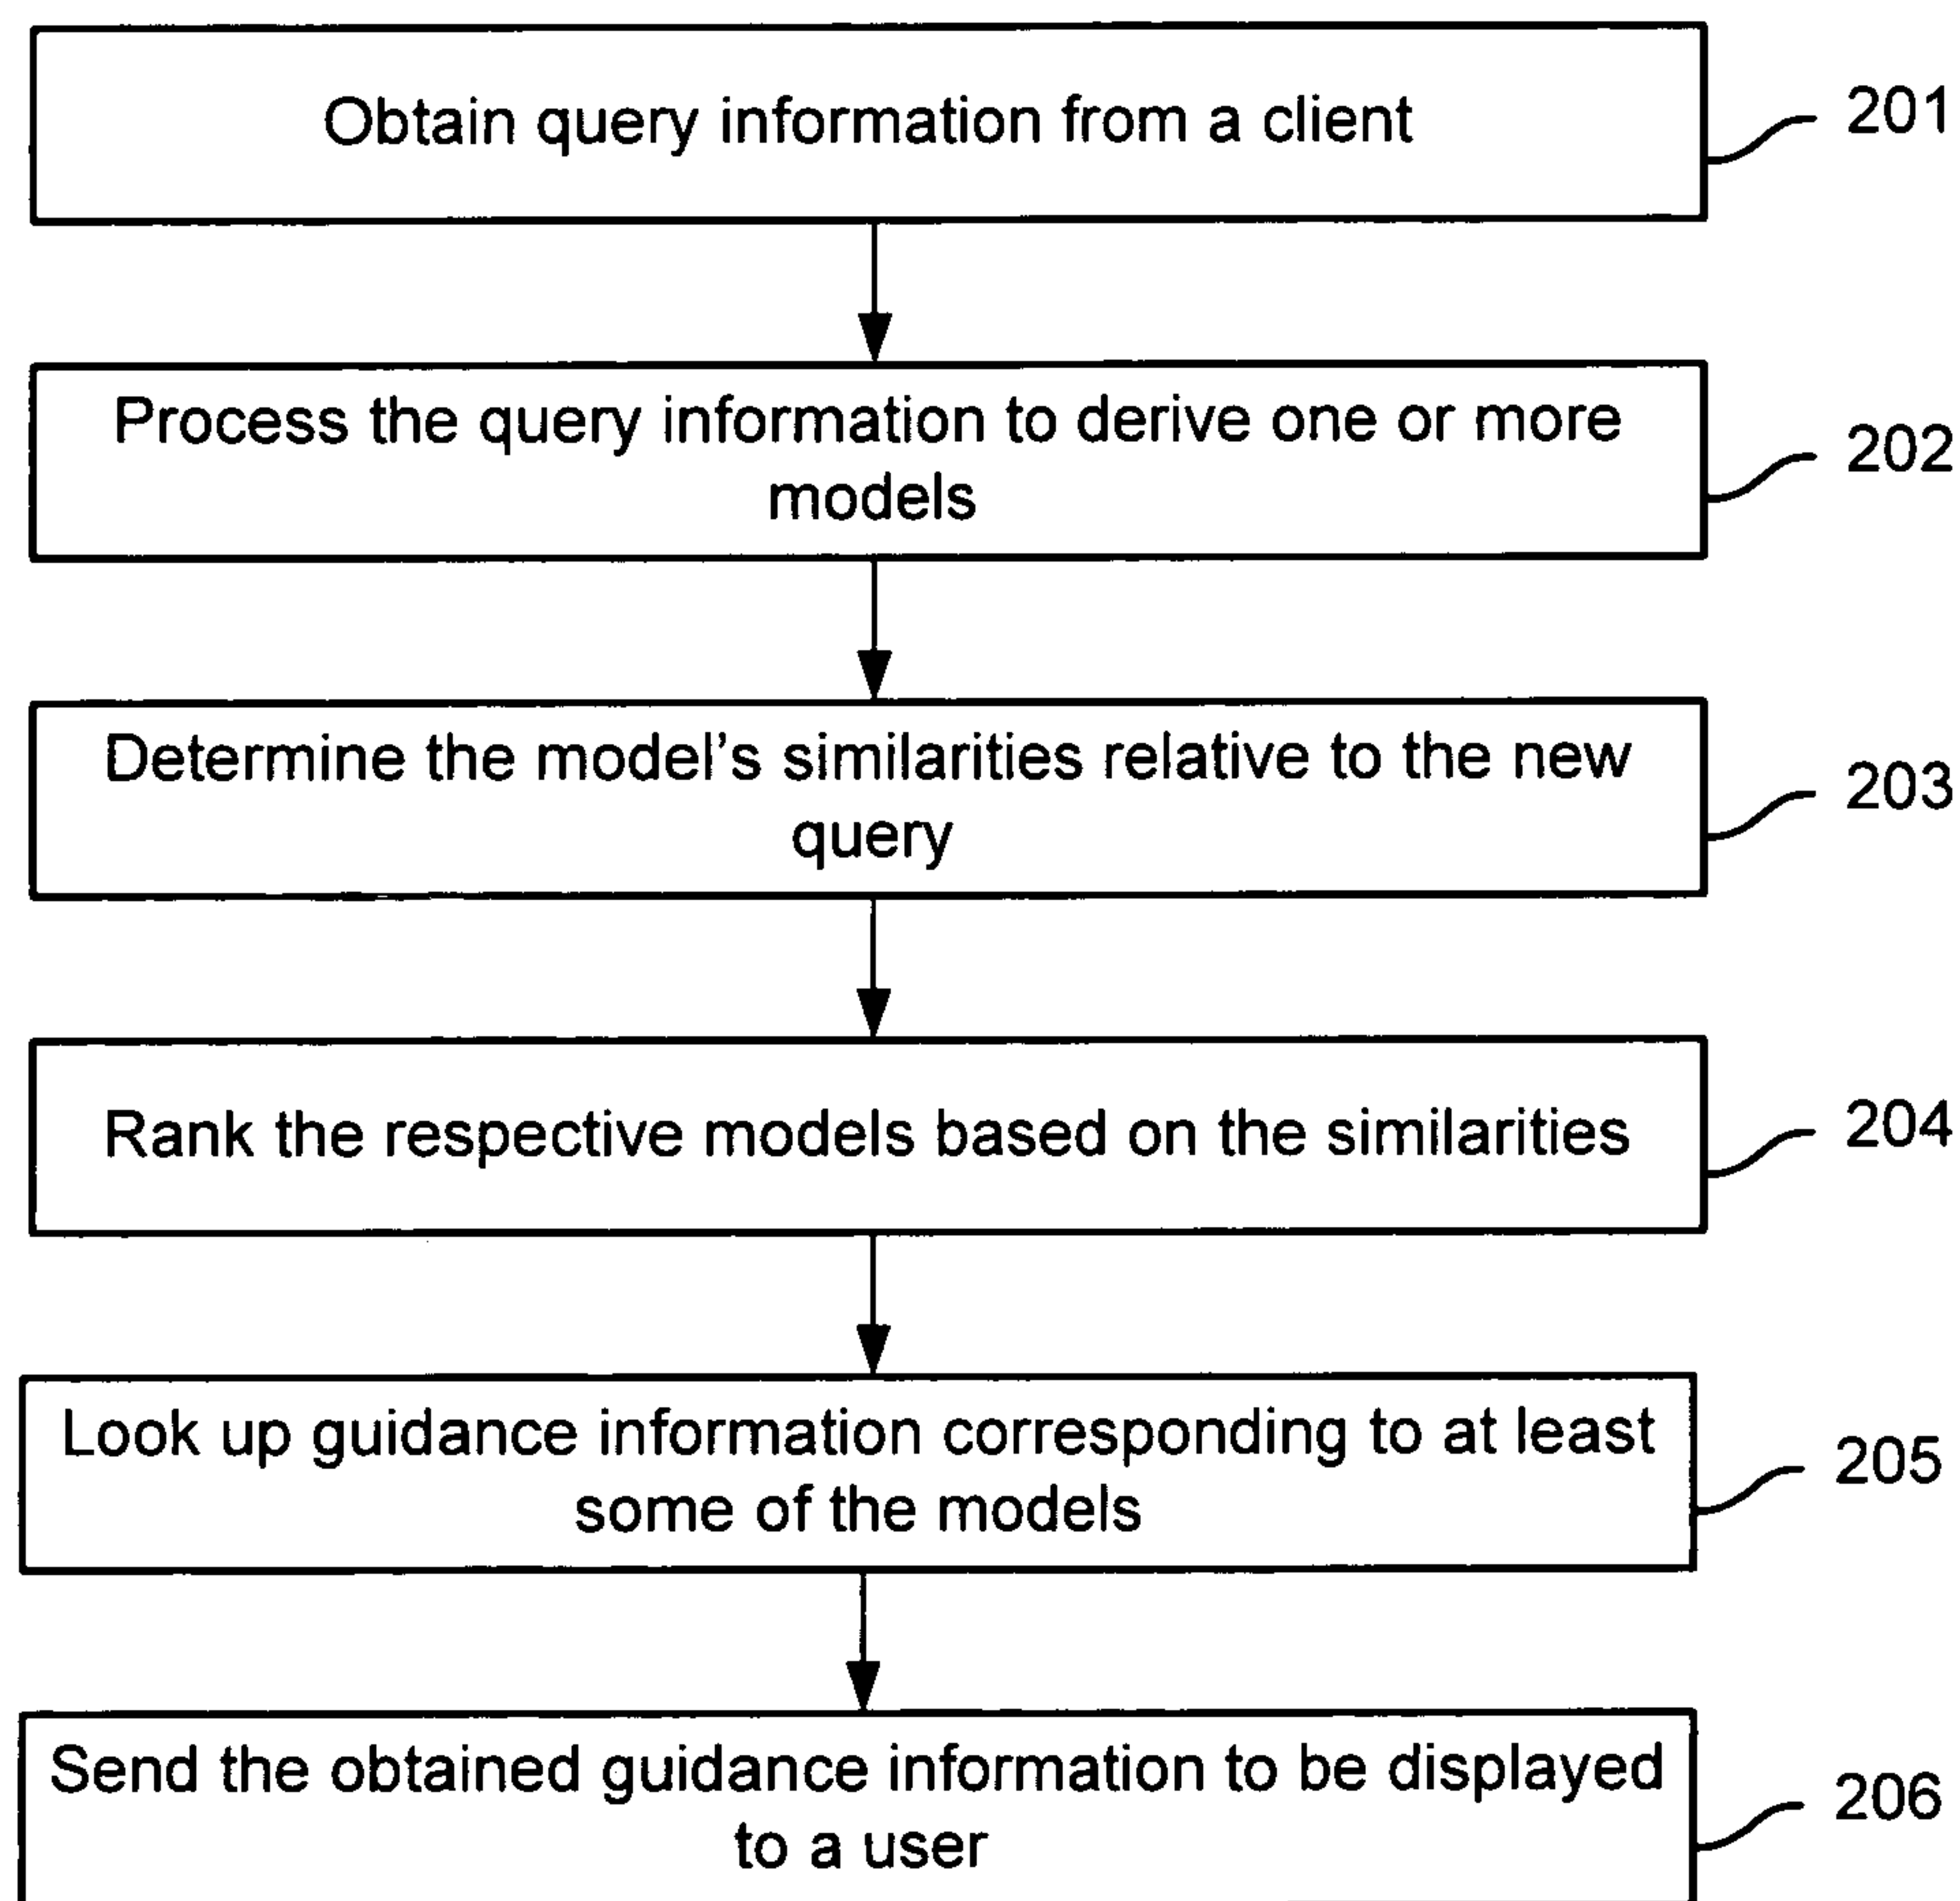 Obtain query information from a client
201
Process the query information to derive one or more
models
202
Determine the model's similarities relative to the new
query
203
Rank the respective models based on the similarities
204
Look up guidance information corresponding to at least
some of the models
205
Send the obtained guidance information to be displayed
to a user
206